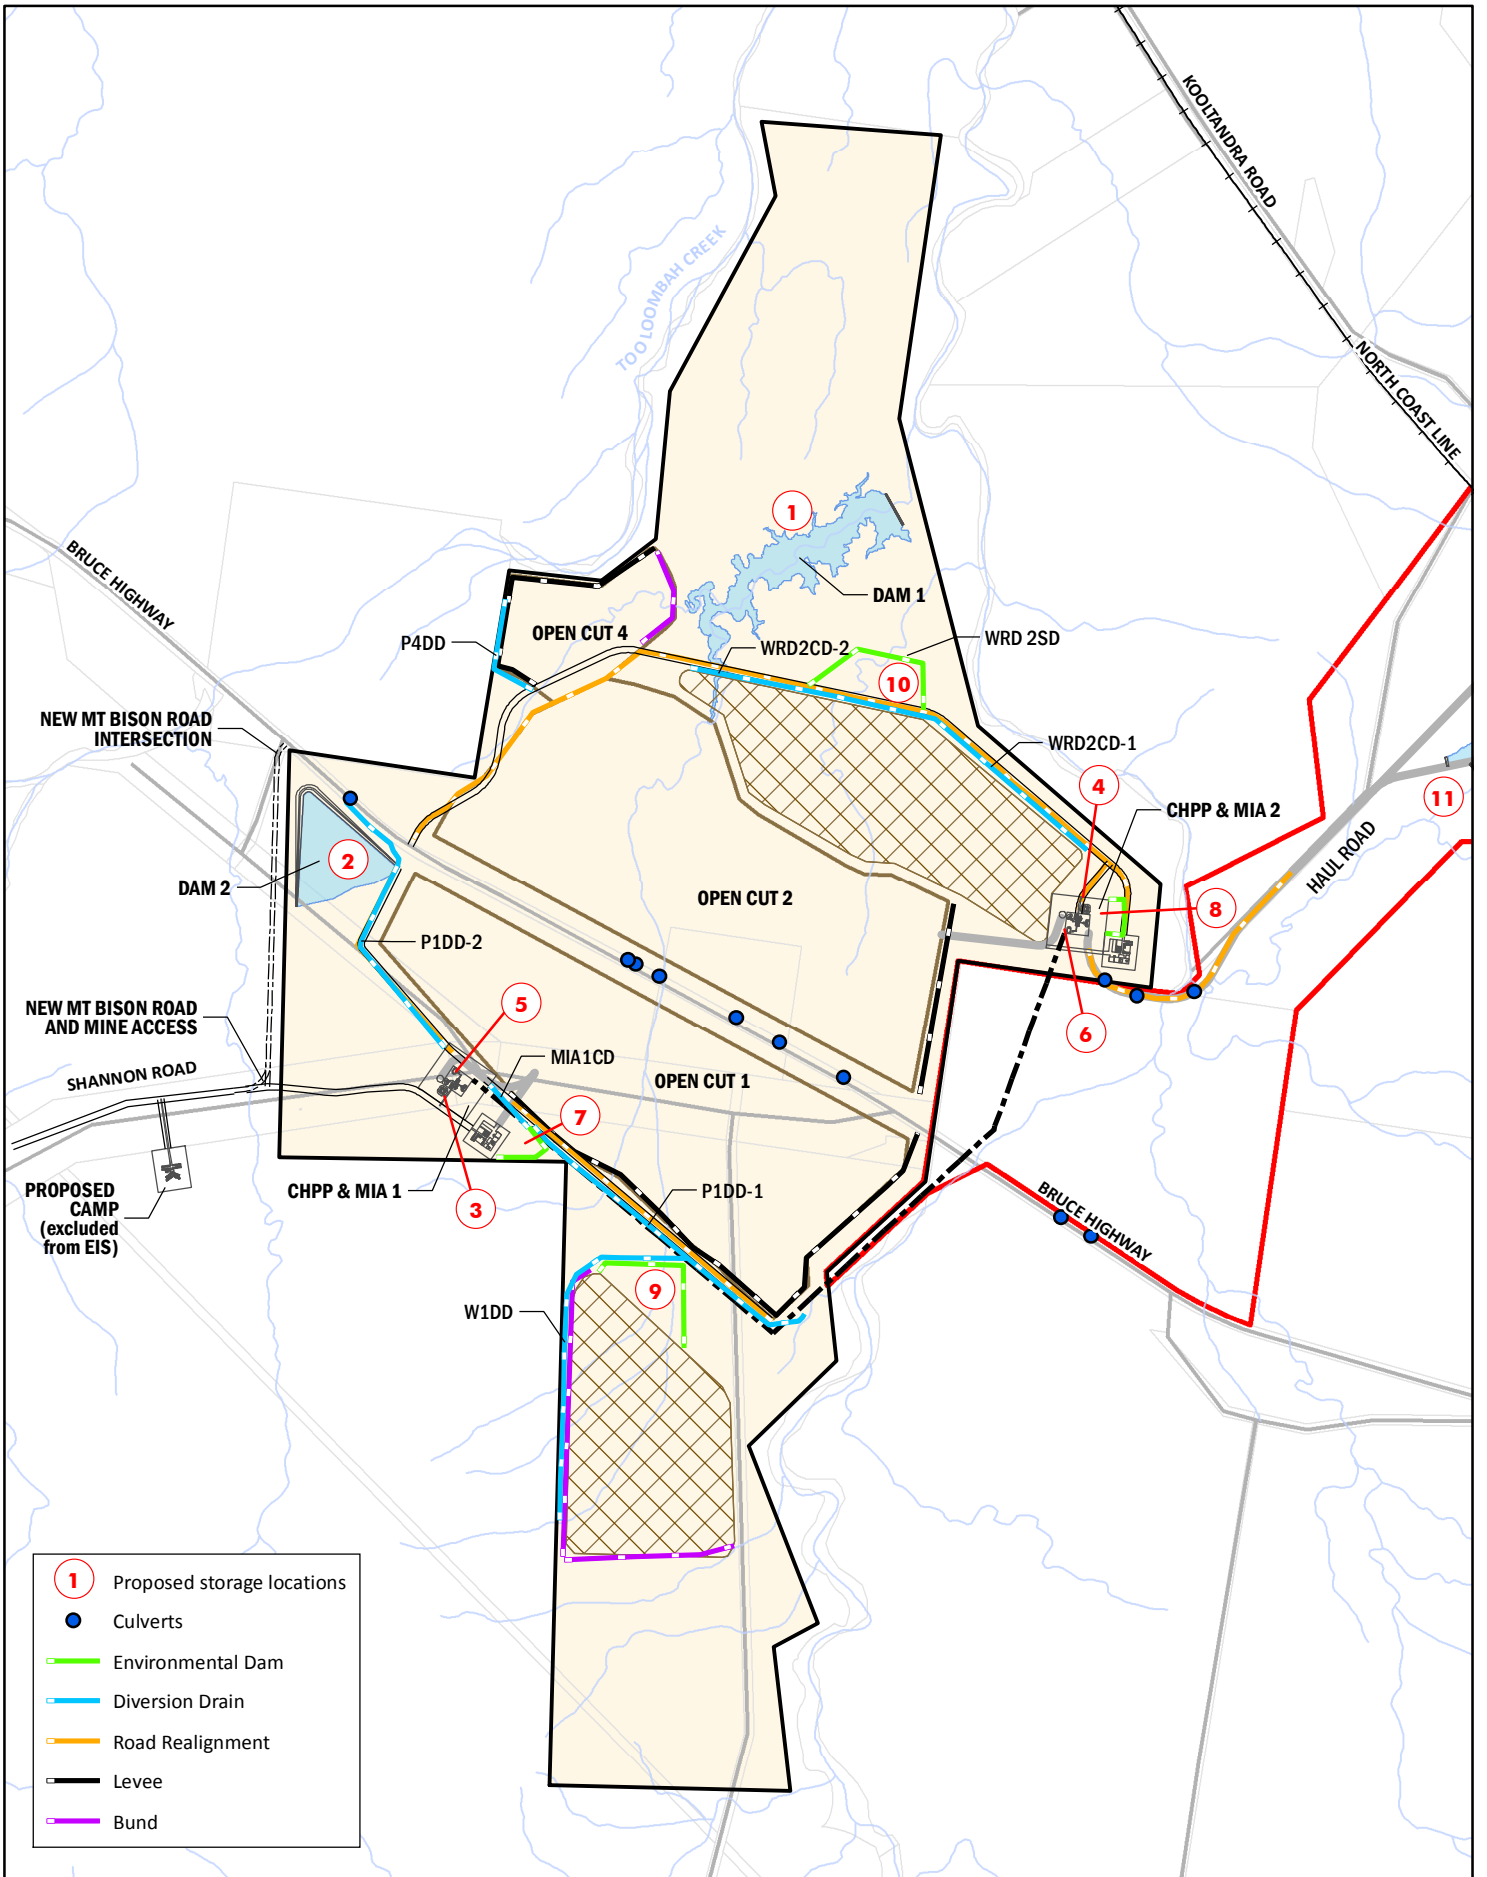 KOOLTANDRA ROAD
TOOLOOMBAH CREEK
NORTH COAST LINE
1
BRUCE HIGHWAY
DAM 1
OPEN CUT 4
P4DD
WRD2CD-2
WRD 2SD
10
NEW MT BISON ROAD
INTERSECTION
WRD2CD-1
4
11
CHPP & MIA 2
HAUL ROAD
2
DAM 2
OPEN CUT 2
8
P1DD-2
NEW MT BISON ROAD
AND MINE ACCESS
5
6
SHANNON ROAD
MIA1CD
OPEN CUT 1
7
PROPOSED
CAMP
(excluded
from EIS)
CHPP & MIA 1
3
P1DD-1
BRUCE HIGHWAY
9
W1DD
1 Proposed storage locations
Culverts
Environmental Dam
Diversion Drain
Road Realignment
Levee
Bund